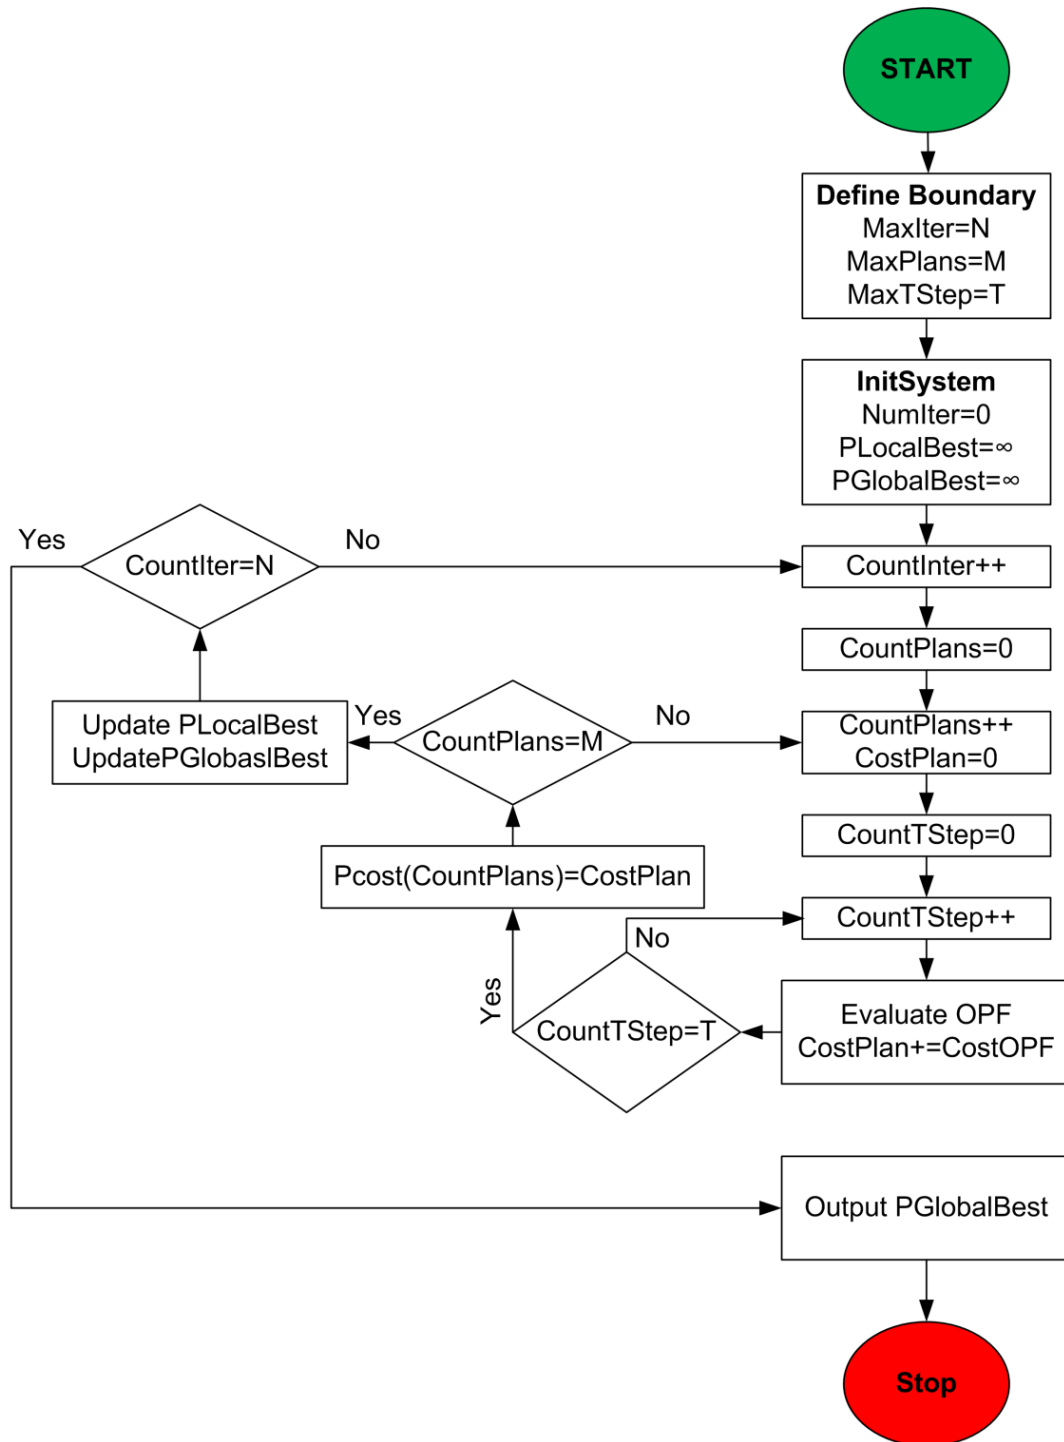 START
Define Boundary
MaxIter=N
MaxPlans=M
MaxTStep=T
InitSystem
NumIter=0
PLocalBest=∞
PGlobalBest=∞
Yes
CountIter=N
No
CountInter++
CountPlans=0
Update PLocalBest
UpdatePGlobaslBest
Yes
CountPlans=M
No
CountPlans++
CostPlan=0
CountTStep=0
Pcost(CountPlans)=CostPlan
CountTStep++
No
Yes
CountTStep=T
Evaluate OPF
CostPlan+=CostOPF
Output PGlobalBest
Stop